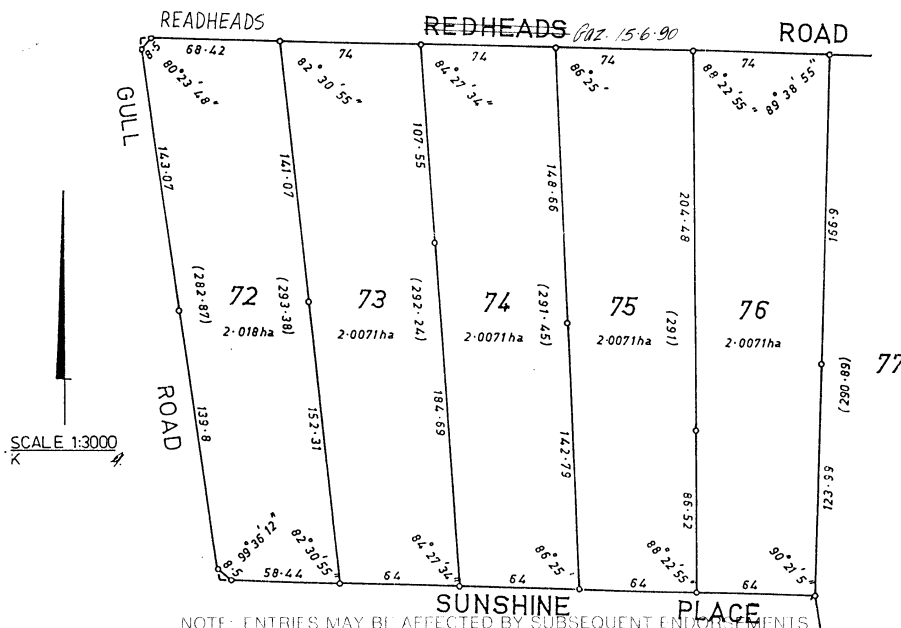 READHEADS REDHEADS Gaz. 15.6.90 ROAD
8·5 68·42 74 74 74 74
80°23'48" 82°30'55" 84°27'34" 86°25' 88°22'55" 89°38'55"
GULL
143·07 141·07 107·55 148·66 204·48 156·9
(282·87) 72 (293·38) 73 (292·24) 74 (291·45) 75 (291) 76 (290·89) 77
2·018ha 2·0071ha 2·0071ha 2·0071ha 2·0071ha
ROAD
139·8 152·31 184·69 142·79 86·52 123·99
SCALE 1:3000
K
8·5 99°36'12" 82°30'55" 84°27'34" 86°25' 88°22'55" 90°21'5"
58·44 64 64 64 64
SUNSHINE PLACE
NOTE: ENTRIES MAY BE AFFECTED BY SUBSEQUENT ENDORSEMENTS